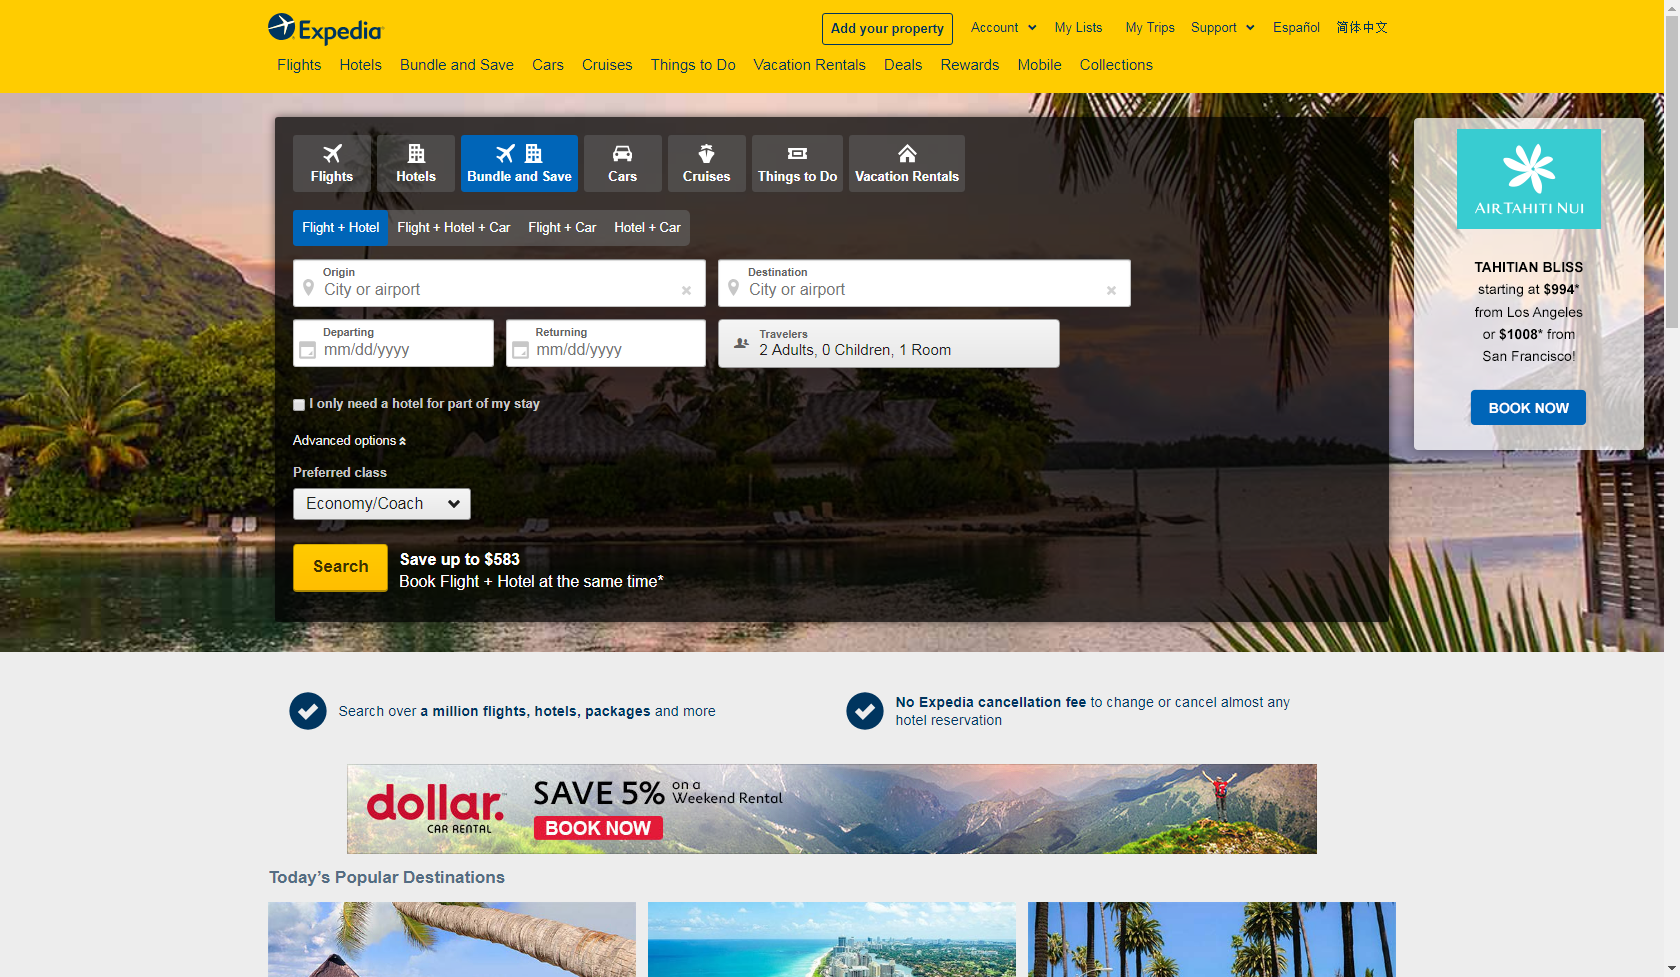 Expedia
Add your property
Account
My Lists
My Trips
Support
Español
简体中文
Flights
Hotels
Bundle and Save
Cars
Cruises
Things to Do
Vacation Rentals
Deals
Rewards
Mobile
Collections
Flights
Hotels
Bundle and Save
Cars
Cruises
Things to Do
Vacation Rentals
Flight + Hotel
Flight + Hotel + Car
Flight + Car
Hotel + Car
Origin
City or airport
Destination
City or airport
Departing
mm/dd/yyyy
Returning
mm/dd/yyyy
Travelers
2 Adults, 0 Children, 1 Room
I only need a hotel for part of my stay
Advanced options
Preferred class
Economy/Coach
Search
Save up to $583
Book Flight + Hotel at the same time*
AIR TAHITI NUI
TAHITIAN BLISS
starting at $994*
from Los Angeles
or $1008* from
San Francisco!
BOOK NOW
Search over a million flights, hotels, packages and more
No Expedia cancellation fee to change or cancel almost any
hotel reservation
dollar.
CAR RENTAL
SAVE 5% on a
Weekend Rental
BOOK NOW
Today’s Popular Destinations